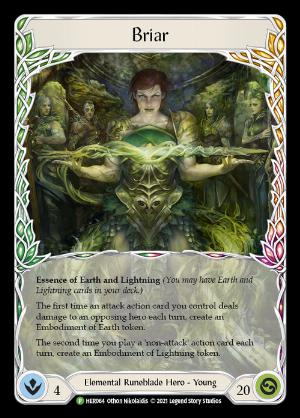 Briar
Essence of Earth and Lightning (You may have Earth and
Lightning cards in your deck.)
The first time an attack action card you control deals
damage to an opposing hero each turn, create an
Embodiment of Earth token.
The second time you play a 'non-attack' action card each
turn, create an Embodiment of Lightning token.
4
Elemental Runeblade Hero - Young
20
P HER064 Othon Nikolaidis © 2021 Legend Story Studios